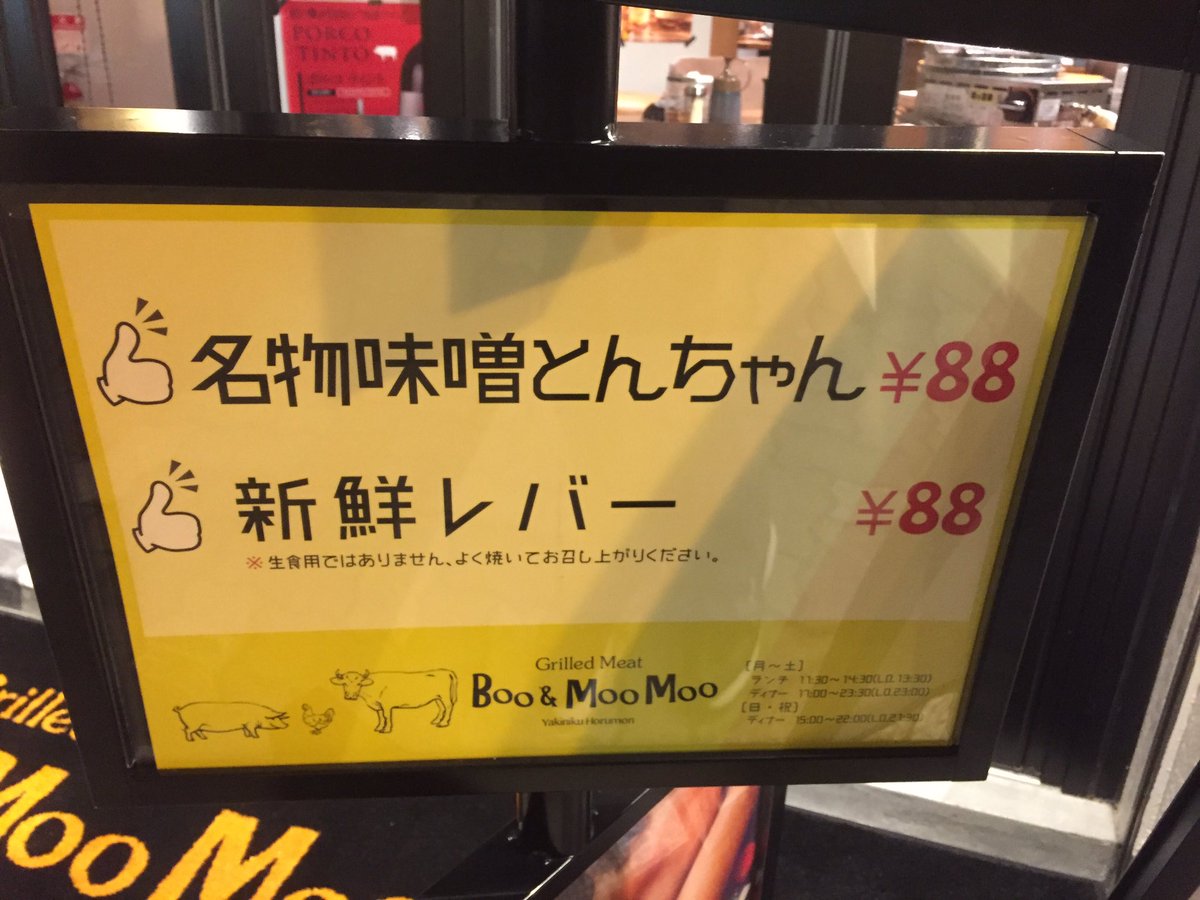 PORCO
TINTO
名物味噌とんちゃん ¥88
新鮮レバー ¥88
※生食用ではありません、よく焼いてお召し上がりください。
Grilled Meat
BOO & MOO MOO
Yakiniku Horumon
[月～土]
ランチ 11:30～14:30(L.O.13:30)
ディナー 17:00～23:30(L.O.23:00)
[日・祝]
ディナー 15:00～22:00(L.O.21:30)
Moo Mo